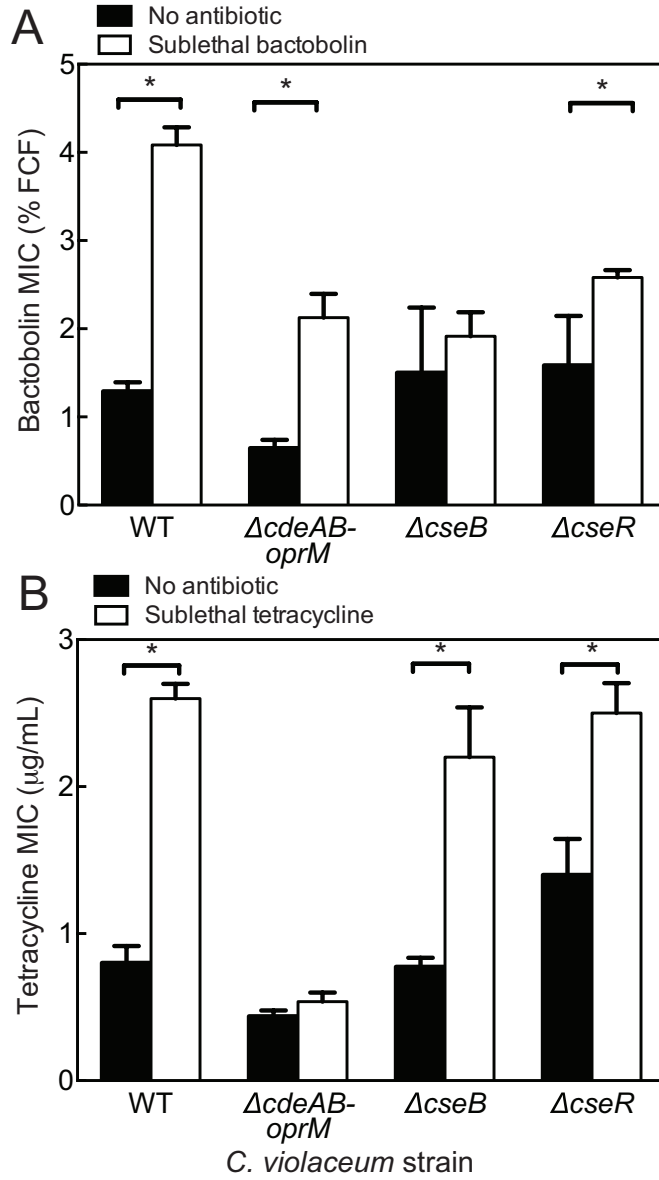 A
No antibiotic
Sublethal bactobolin
Bactobolin MIC (% FCF)
5
4
3
2
1
0
* * *
WT ΔcdeAB-oprM ΔcseB ΔcseR
B
No antibiotic
Sublethal tetracycline
Tetracycline MIC (μg/mL)
3
2
1
0
* * *
WT ΔcdeAB-oprM ΔcseB ΔcseR
C. violaceum strain